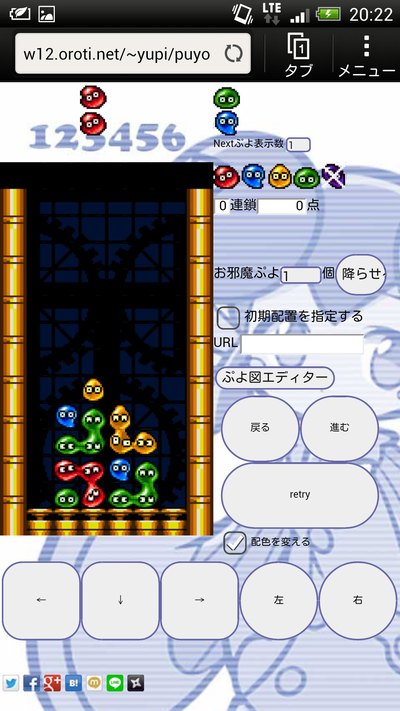 LTE
20:22
w12.oroti.net/~yupi/puyo
1
タブ
メニュー
123456
Nextぷよ表示数 1
0 連鎖 0 点
お邪魔ぷよ 1 個 降らせ
初期配置を指定する
URL
ぷよ図エディター
戻る
進む
retry
配色を変える
←
↓
→
左
右
f
g+
B!
LINE